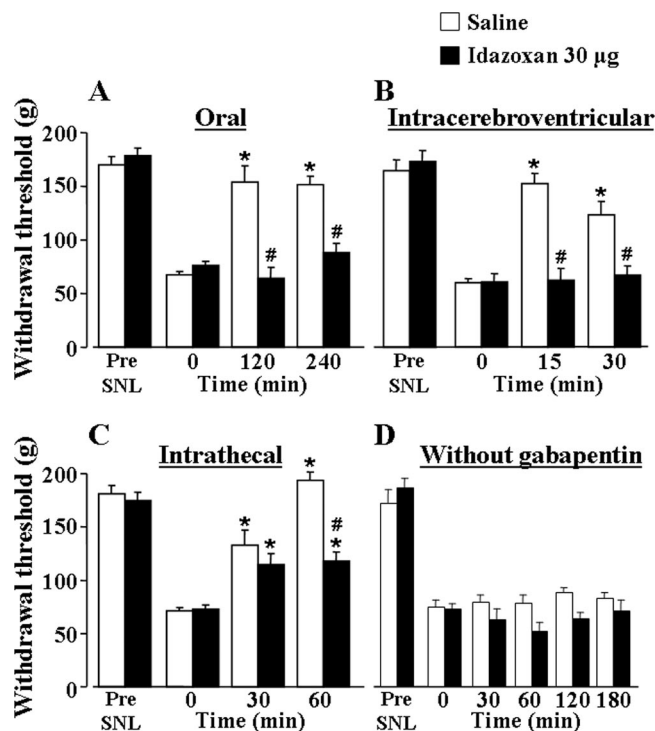 Saline
Idazoxan 30 µg
A
Oral
B
Intracerebroventricular
Withdrawal threshold (g)
200
150
100
50
0
* * # #
* * # #
Pre SNL 0 120 240
Time (min)
Pre SNL 0 15 30
Time (min)
C
Intrathecal
D
Without gabapentin
Withdrawal threshold (g)
200
150
100
50
0
* * * # *
Pre SNL 0 30 60
Time (min)
Pre SNL 0 30 60 120 180
Time (min)